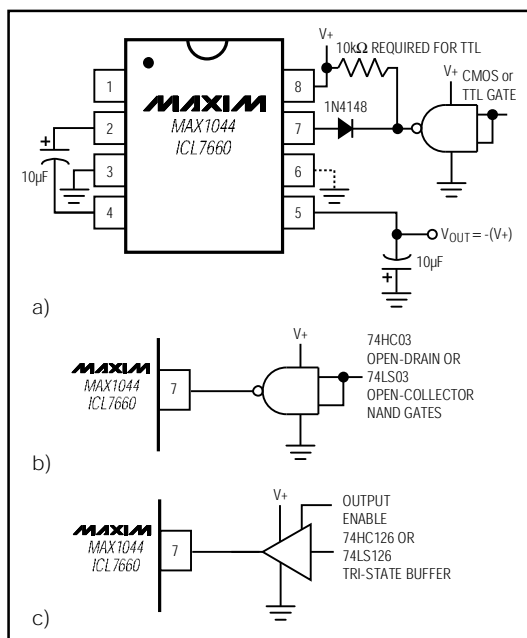 V+
10kΩ REQUIRED FOR TTL
V+
CMOS or
TTL GATE
1
8
MAXIM
1N4148
2
7
MAX1044
ICL7660
+
10µF
3
6
4
5
VOUT = -(V+)
10µF
+
a)
V+
74HC03
OPEN-DRAIN OR
74LS03
OPEN-COLLECTOR
NAND GATES
MAXIM
MAX1044
ICL7660
7
b)
V+
OUTPUT
ENABLE
74HC126 OR
74LS126
TRI-STATE BUFFER
MAXIM
MAX1044
ICL7660
7
c)